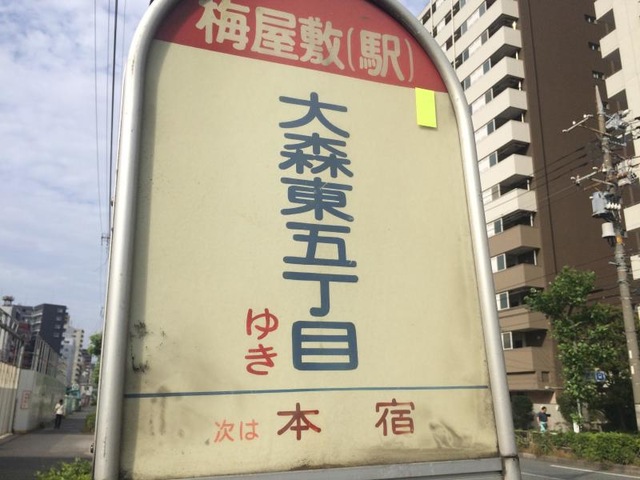 梅屋敷(駅)
大森東五丁目
ゆき
次は 本宿